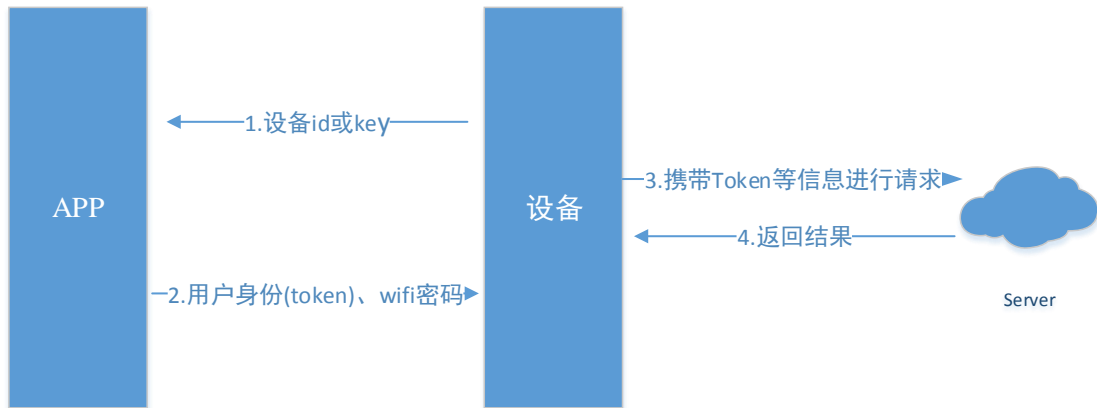 1.设备id或key
3.携带Token等信息进行请求
APP
设备
4.返回结果
2.用户身份(token)、wifi密码
Server